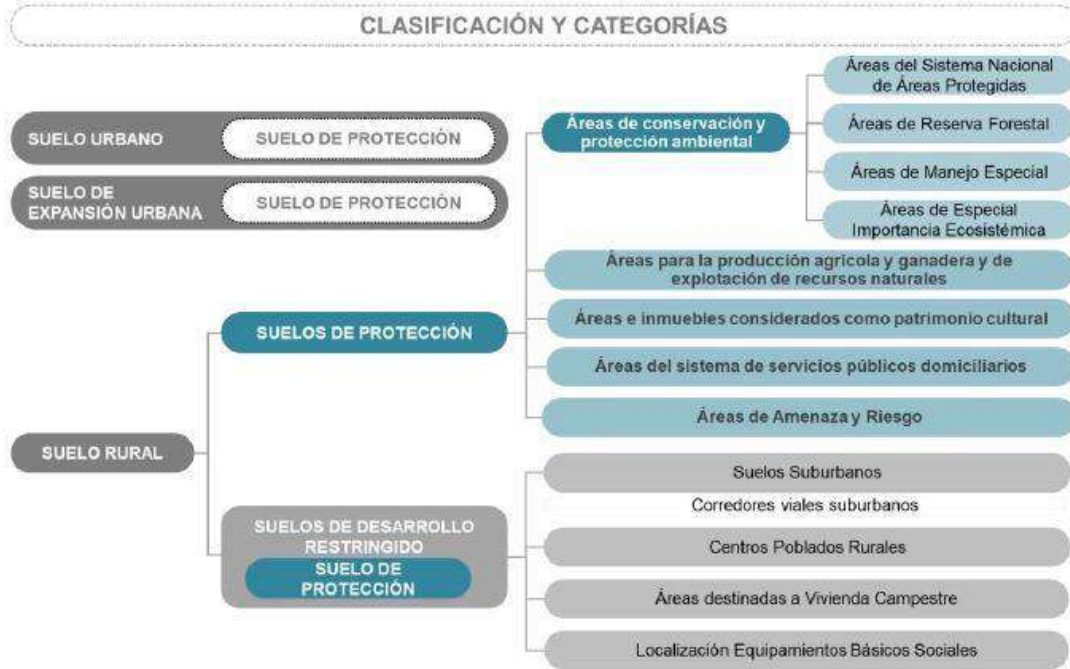 CLASIFICACIÓN Y CATEGORÍAS
SUELO URBANO
SUELO DE PROTECCIÓN
SUELO DE
EXPANSIÓN URBANA
SUELO DE PROTECCIÓN
SUELO RURAL
SUELOS DE PROTECCIÓN
Áreas de conservación y
protección ambiental
Áreas del Sistema Nacional
de Áreas Protegidas
Áreas de Reserva Forestal
Áreas de Manejo Especial
Áreas de Especial
Importancia Ecosistémica
Áreas para la producción agrícola y ganadera y de
explotación de recursos naturales
Áreas e inmuebles considerados como patrimonio cultural
Áreas del sistema de servicios públicos domiciliarios
Áreas de Amenaza y Riesgo
SUELOS DE DESARROLLO
RESTRINGIDO
SUELO DE
PROTECCIÓN
Suelos Suburbanos
Corredores viales suburbanos
Centros Poblados Rurales
Áreas destinadas a Vivienda Campestre
Localización Equipamientos Básicos Sociales